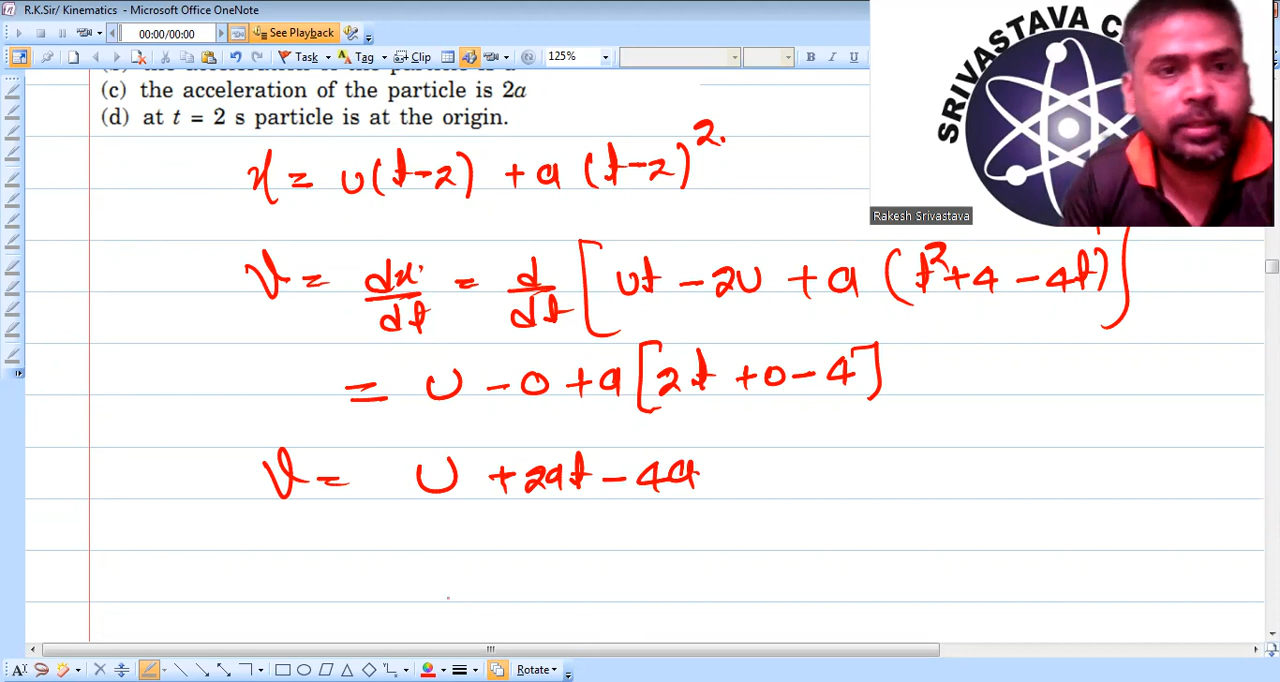 R.K.Sir/ Kinematics - Microsoft Office OneNote
00:00/00:00 See Playback
Task Tag Clip 125% B I U
(c) the acceleration of the particle is 2a
(d) at t = 2 s particle is at the origin.
x = u(t-2) + a (t-2)^2.
v = dx/dt = d/dt [ut - 2u + a (t^2 + 4 - 4t)]
= u - 0 + a [2t + 0 - 4]
v = u + 2at - 4a
SRIVASTAVA C
Rakesh Srivastava
Rotate